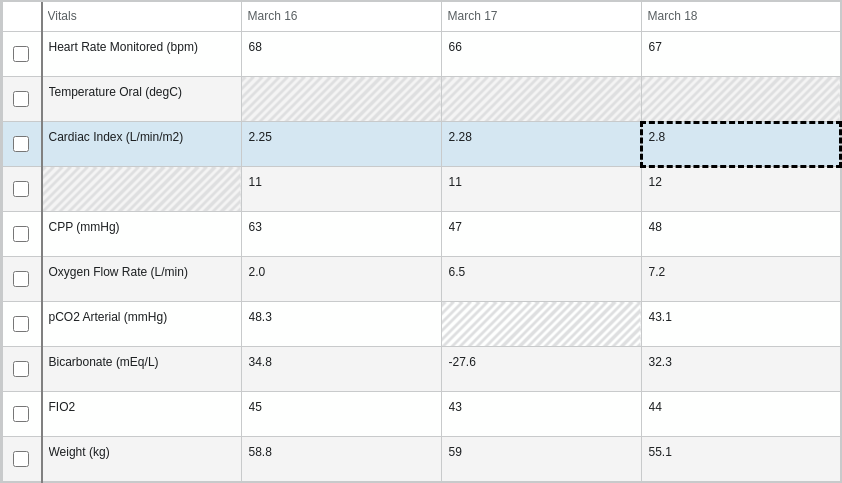 Vitals March 16 March 17 March 18
Heart Rate Monitored (bpm) 68 66 67
Temperature Oral (degC)
Cardiac Index (L/min/m2) 2.25 2.28 2.8
11 11 12
CPP (mmHg) 63 47 48
Oxygen Flow Rate (L/min) 2.0 6.5 7.2
pCO2 Arterial (mmHg) 48.3 43.1
Bicarbonate (mEq/L) 34.8 -27.6 32.3
FIO2 45 43 44
Weight (kg) 58.8 59 55.1